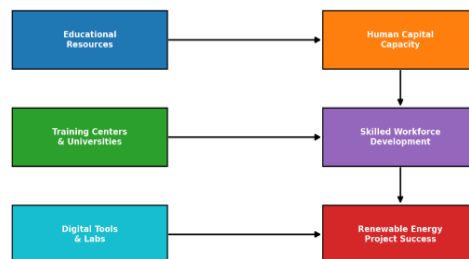 Educational
Resources
Human Capital
Capacity
Training Centers
& Universities
Skilled Workforce
Development
Digital Tools
& Labs
Renewable Energy
Project Success